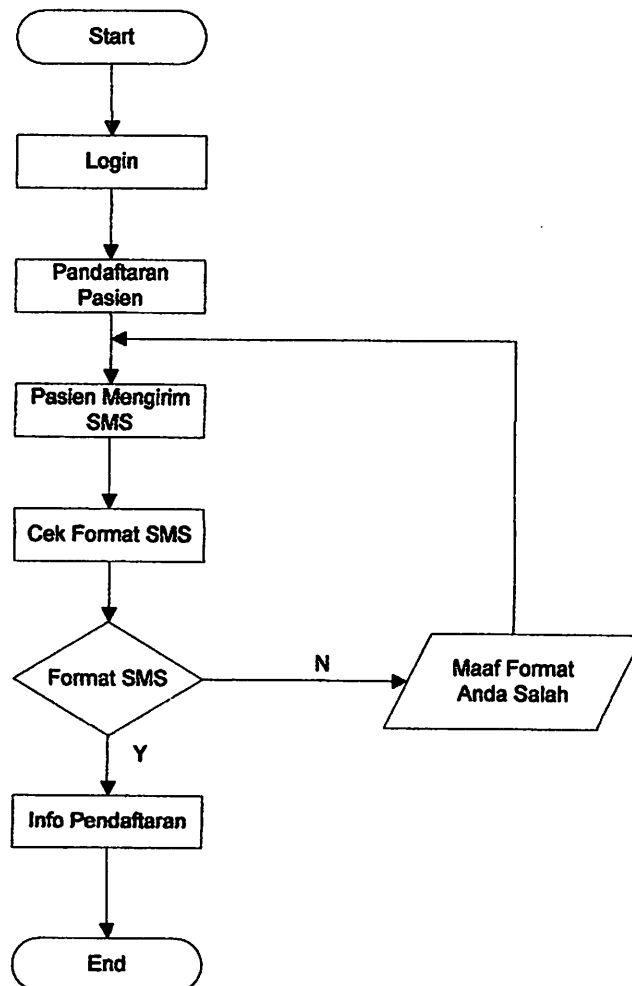 Start
Login
Pandaftaran
Pasien
Pasien Mengirim
SMS
Cek Format SMS
Format SMS
N
Maaf Format
Anda Salah
Y
Info Pendaftaran
End